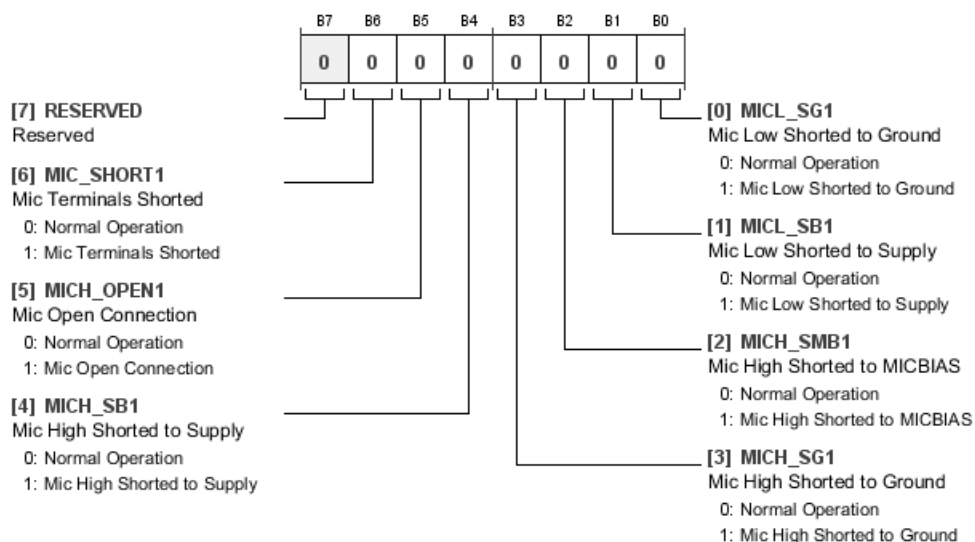 B7 B6 B5 B4 B3 B2 B1 B0
0 0 0 0 0 0 0 0
[7] RESERVED
Reserved
[6] MIC_SHORT1
Mic Terminals Shorted
0: Normal Operation
1: Mic Terminals Shorted
[5] MICH_OPEN1
Mic Open Connection
0: Normal Operation
1: Mic Open Connection
[4] MICH_SB1
Mic High Shorted to Supply
0: Normal Operation
1: Mic High Shorted to Supply
[0] MICL_SG1
Mic Low Shorted to Ground
0: Normal Operation
1: Mic Low Shorted to Ground
[1] MICL_SB1
Mic Low Shorted to Supply
0: Normal Operation
1: Mic Low Shorted to Supply
[2] MICH_SMB1
Mic High Shorted to MICBIAS
0: Normal Operation
1: Mic High Shorted to MICBIAS
[3] MICH_SG1
Mic High Shorted to Ground
0: Normal Operation
1: Mic High Shorted to Ground